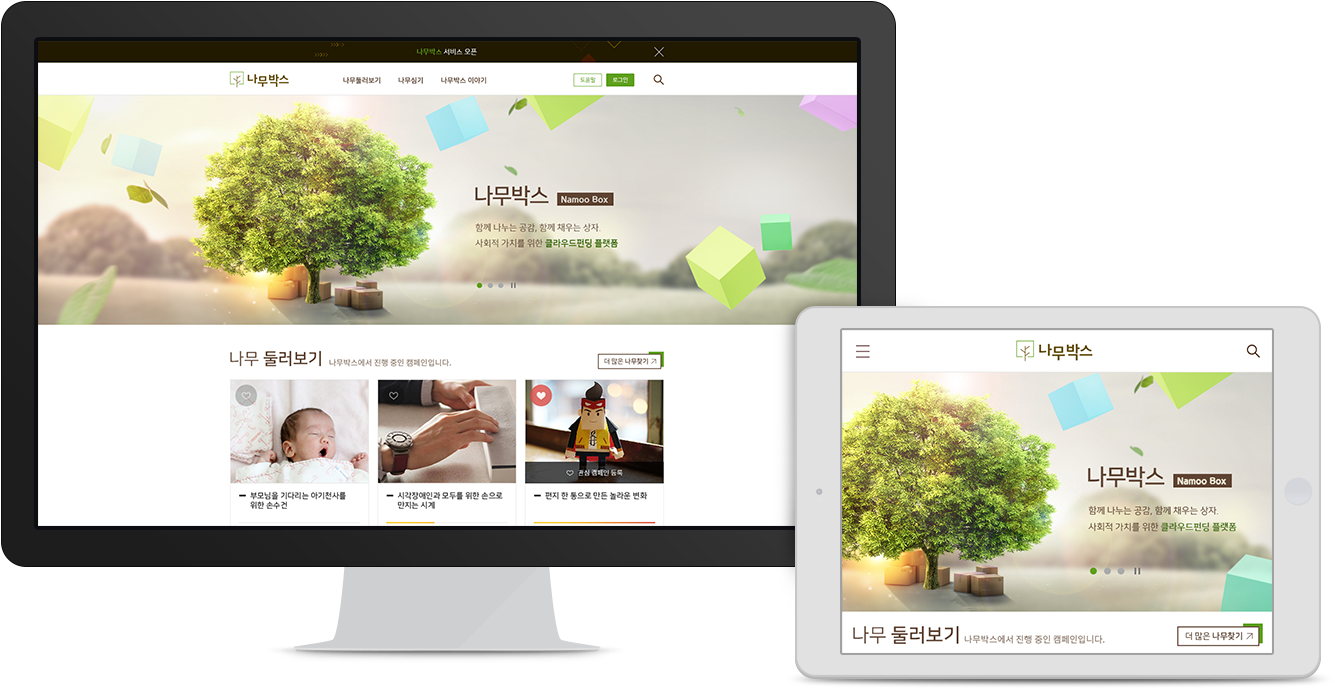 나무박스 서비스 오픈
나무박스
나무둘러보기 나무심기 나무박스 이야기
도움말 로그인
나무박스 Namoo Box
함께 나누는 공감, 함께 채우는 상자.
사회적 가치를 위한 클라우드펀딩 플랫폼
나무 둘러보기 나무박스에서 진행 중인 캠페인입니다.
더 많은 나무찾기
부모님을 기다리는 아기천사를
위한 손수건
시각장애인과 모두를 위한 손으로
만지는 시계
관심 캠페인 등록
편지 한 통으로 만든 놀라운 변화
나무박스
나무박스 Namoo Box
함께 나누는 공감, 함께 채우는 상자.
사회적 가치를 위한 클라우드펀딩 플랫폼
나무 둘러보기 나무박스에서 진행 중인 캠페인입니다.
더 많은 나무찾기